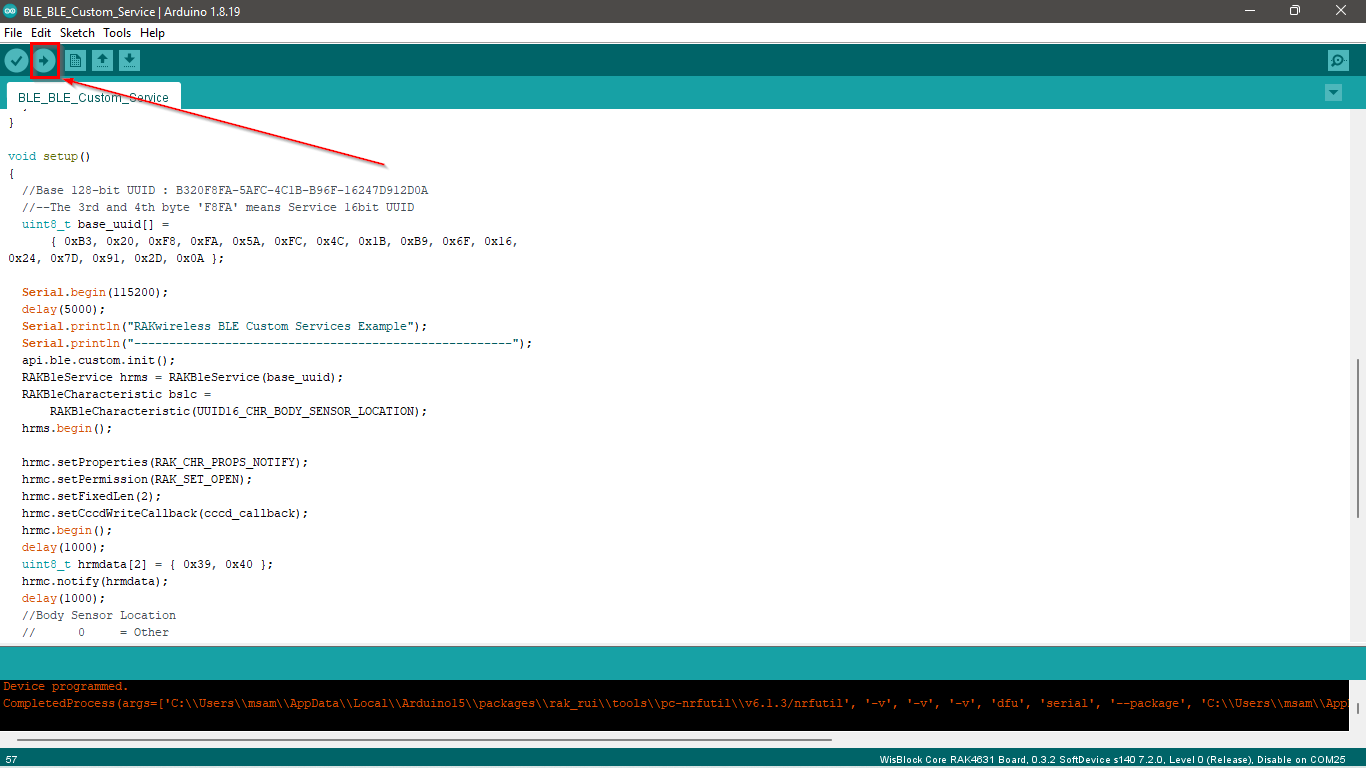 BLE_BLE_Custom_Service | Arduino 1.8.19
File Edit Sketch Tools Help
BLE_BLE_Custom_Service
}
void setup()
{
//Base 128-bit UUID : B320F8FA-5AFC-4C1B-B96F-16247D912D0A
//--The 3rd and 4th byte 'F8FA' means Service 16bit UUID
uint8_t base_uuid[] =
{ 0xB3, 0x20, 0xF8, 0xFA, 0x5A, 0xFC, 0x4C, 0x1B, 0xB9, 0x6F, 0x16,
0x24, 0x7D, 0x91, 0x2D, 0x0A };
Serial.begin(115200);
delay(5000);
Serial.println("RAKwireless BLE Custom Services Example");
Serial.println("------------------------------------------------------");
api.ble.custom.init();
RAKBleService hrms = RAKBleService(base_uuid);
RAKBleCharacteristic bslc =
RAKBleCharacteristic(UUID16_CHR_BODY_SENSOR_LOCATION);
hrms.begin();
hrmc.setProperties(RAK_CHR_PROPS_NOTIFY);
hrmc.setPermission(RAK_SET_OPEN);
hrmc.setFixedLen(2);
hrmc.setCccdWriteCallback(cccd_callback);
hrmc.begin();
delay(1000);
uint8_t hrmdata[2] = { 0x39, 0x40 };
hrmc.notify(hrmdata);
delay(1000);
//Body Sensor Location
// 0 = Other
Device programmed.
CompletedProcess(args=['C:\\Users\\msam\\AppData\\Local\\Arduino15\\packages\\rak_rui\\tools\\pc-nrfutil\\v6.1.3/nrfutil', '-v', '-v', '-v', 'dfu', 'serial', '--package', 'C:\\Users\\msam\\App
57
WisBlock Core RAK4631 Board, 0.3.2 SoftDevice s140 7.2.0, Level 0 (Release), Disable on COM25